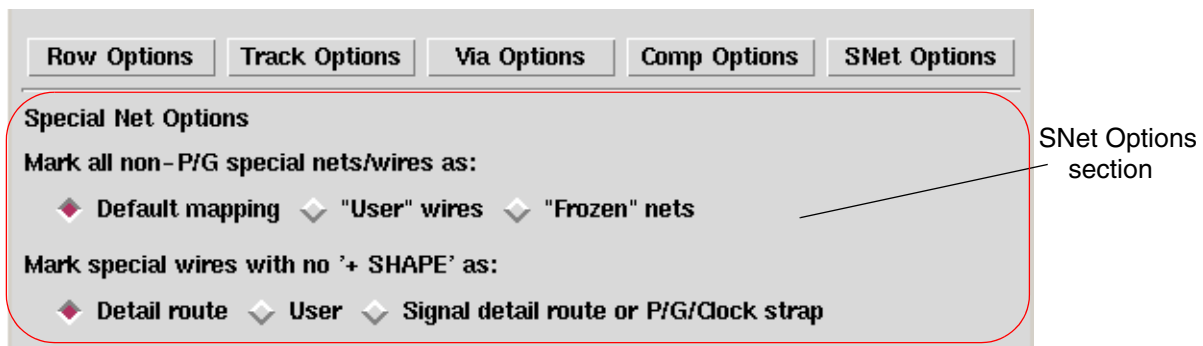 Row Options Track Options Via Options Comp Options SNet Options
Special Net Options
Mark all non-P/G special nets/wires as:
Default mapping "User" wires "Frozen" nets
Mark special wires with no '+ SHAPE' as:
Detail route User Signal detail route or P/G/Clock strap
SNet Options
section